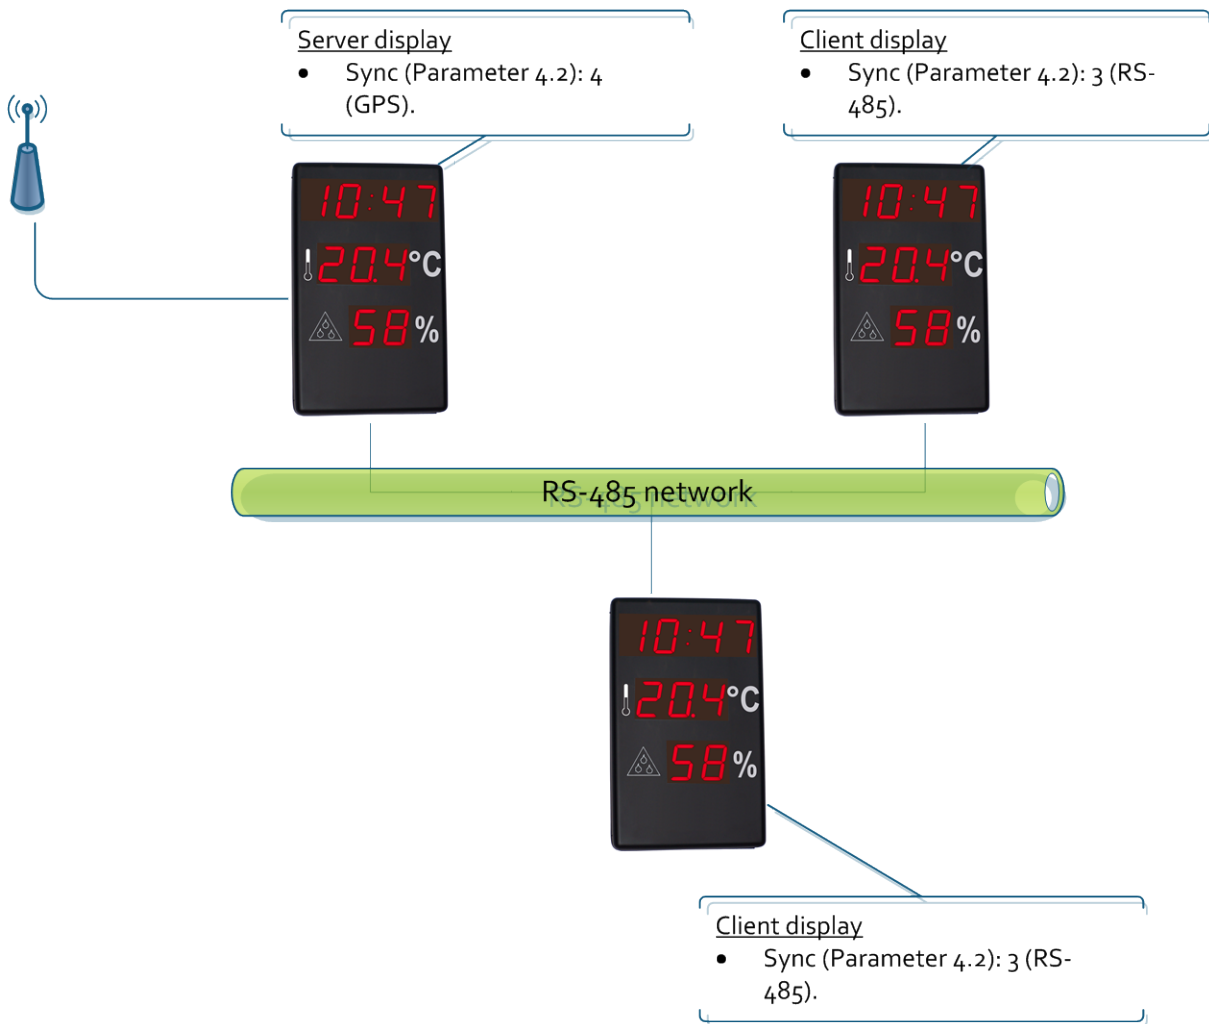 Server display
• Sync (Parameter 4.2): 4
(GPS).
Client display
• Sync (Parameter 4.2): 3 (RS-
485).
10:47
20.4°C
58%
10:47
20.4°C
58%
RS-485 network
10:47
20.4°C
58%
Client display
• Sync (Parameter 4.2): 3 (RS-
485).